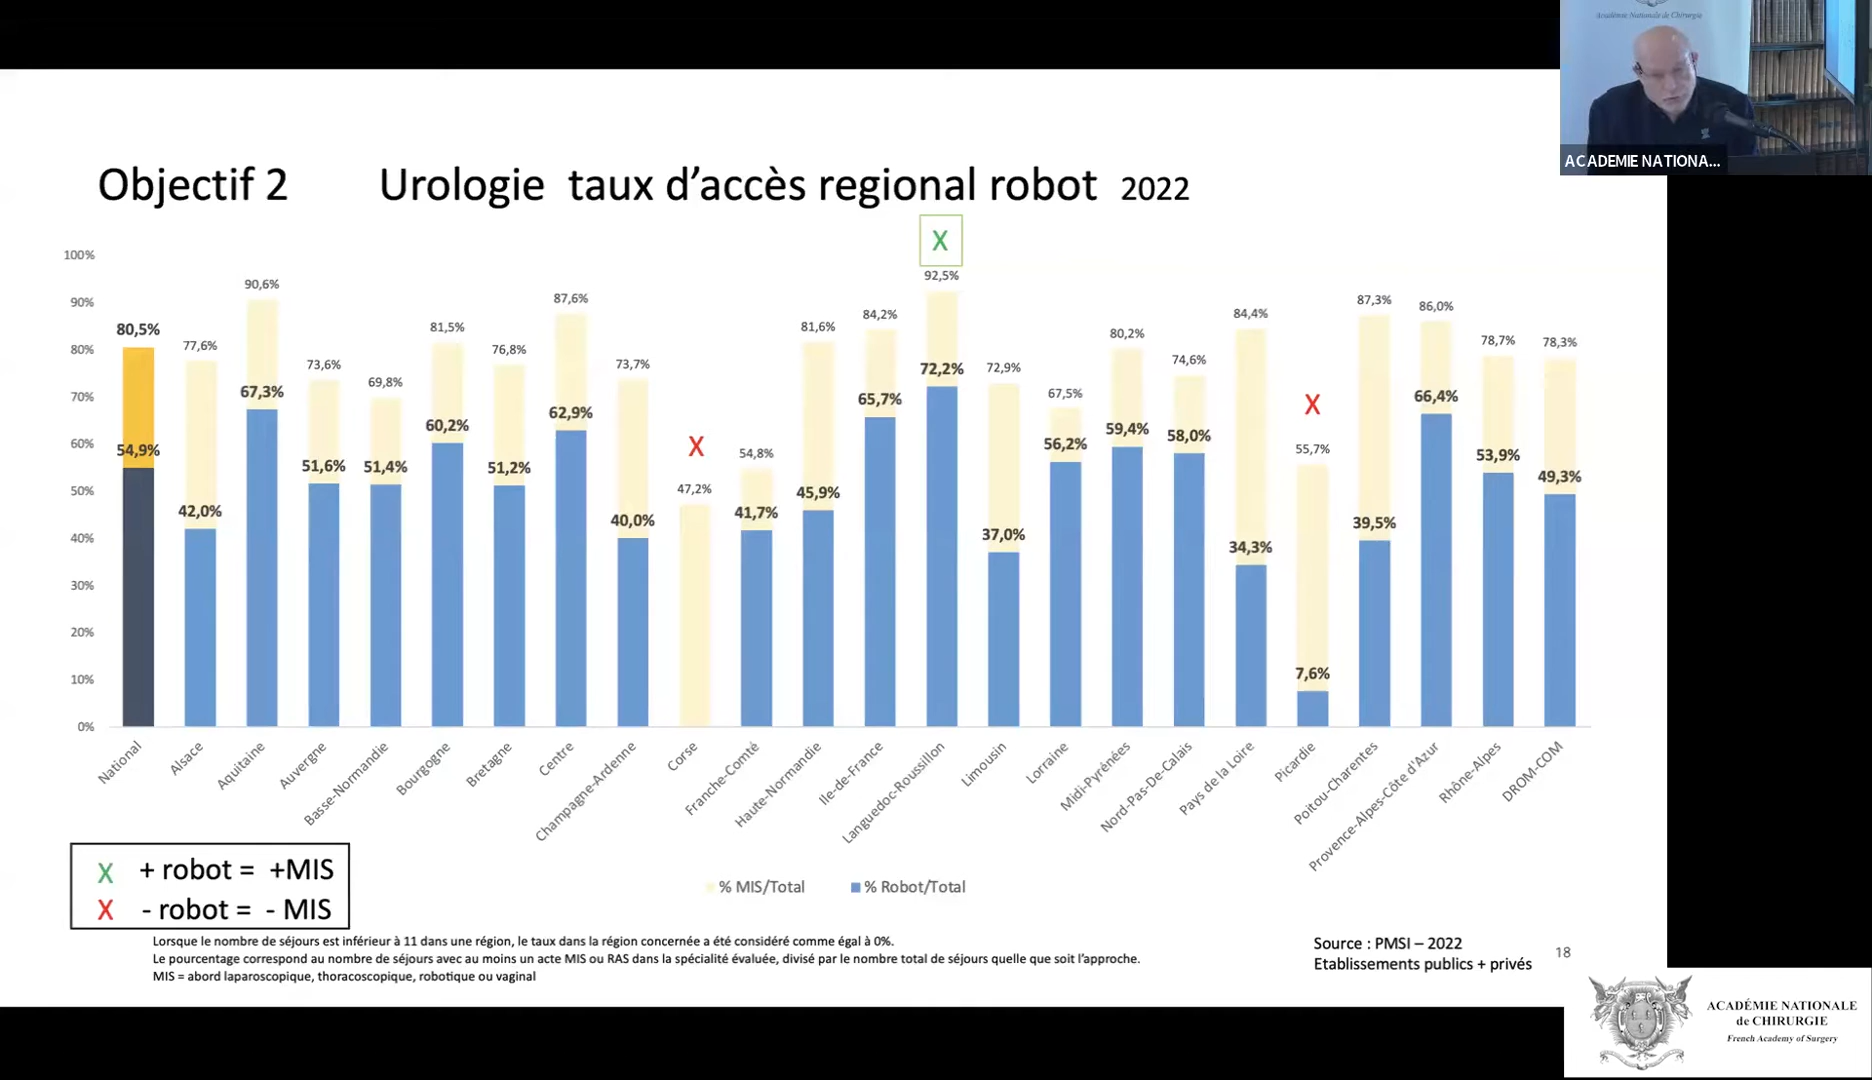 Académie Nationale de Chirurgie
ACADEMIE NATIONA...
Objectif 2 Urologie taux d’accès regional robot 2022
X
100%
90%
80%
70%
60%
50%
40%
30%
20%
10%
0%
80,5%
77,6%
90,6%
73,6%
69,8%
81,5%
76,8%
87,6%
73,7%
X
47,2%
54,8%
81,6%
84,2%
92,5%
72,9%
67,5%
80,2%
74,6%
84,4%
X
55,7%
87,3%
86,0%
78,7%
78,3%
54,9%
42,0%
67,3%
51,6%
51,4%
60,2%
51,2%
62,9%
40,0%
41,7%
45,9%
65,7%
72,2%
37,0%
56,2%
59,4%
58,0%
34,3%
7,6%
39,5%
66,4%
53,9%
49,3%
National
Alsace
Aquitaine
Auvergne
Basse-Normandie
Bourgogne
Bretagne
Centre
Champagne-Ardenne
Corse
Franche-Comté
Haute-Normandie
Ile-de-France
Languedoc-Roussillon
Limousin
Lorraine
Midi-Pyrénées
Nord-Pas-De-Calais
Pays de la Loire
Picardie
Poitou-Charentes
Provence-Alpes-Côte d'Azur
Rhône-Alpes
DROM-COM
X + robot = +MIS
X - robot = - MIS
% MIS/Total % Robot/Total
Lorsque le nombre de séjours est inférieur à 11 dans une région, le taux dans la région concernée a été considéré comme égal à 0%.
Le pourcentage correspond au nombre de séjours avec au moins un acte MIS ou RAS dans la spécialité évaluée, divisé par le nombre total de séjours quelle que soit l’approche.
MIS = abord laparoscopique, thoracoscopique, robotique ou vaginal
Source : PMSI – 2022
Etablissements publics + privés
18
ACADÉMIE NATIONALE
de CHIRURGIE
French Academy of Surgery